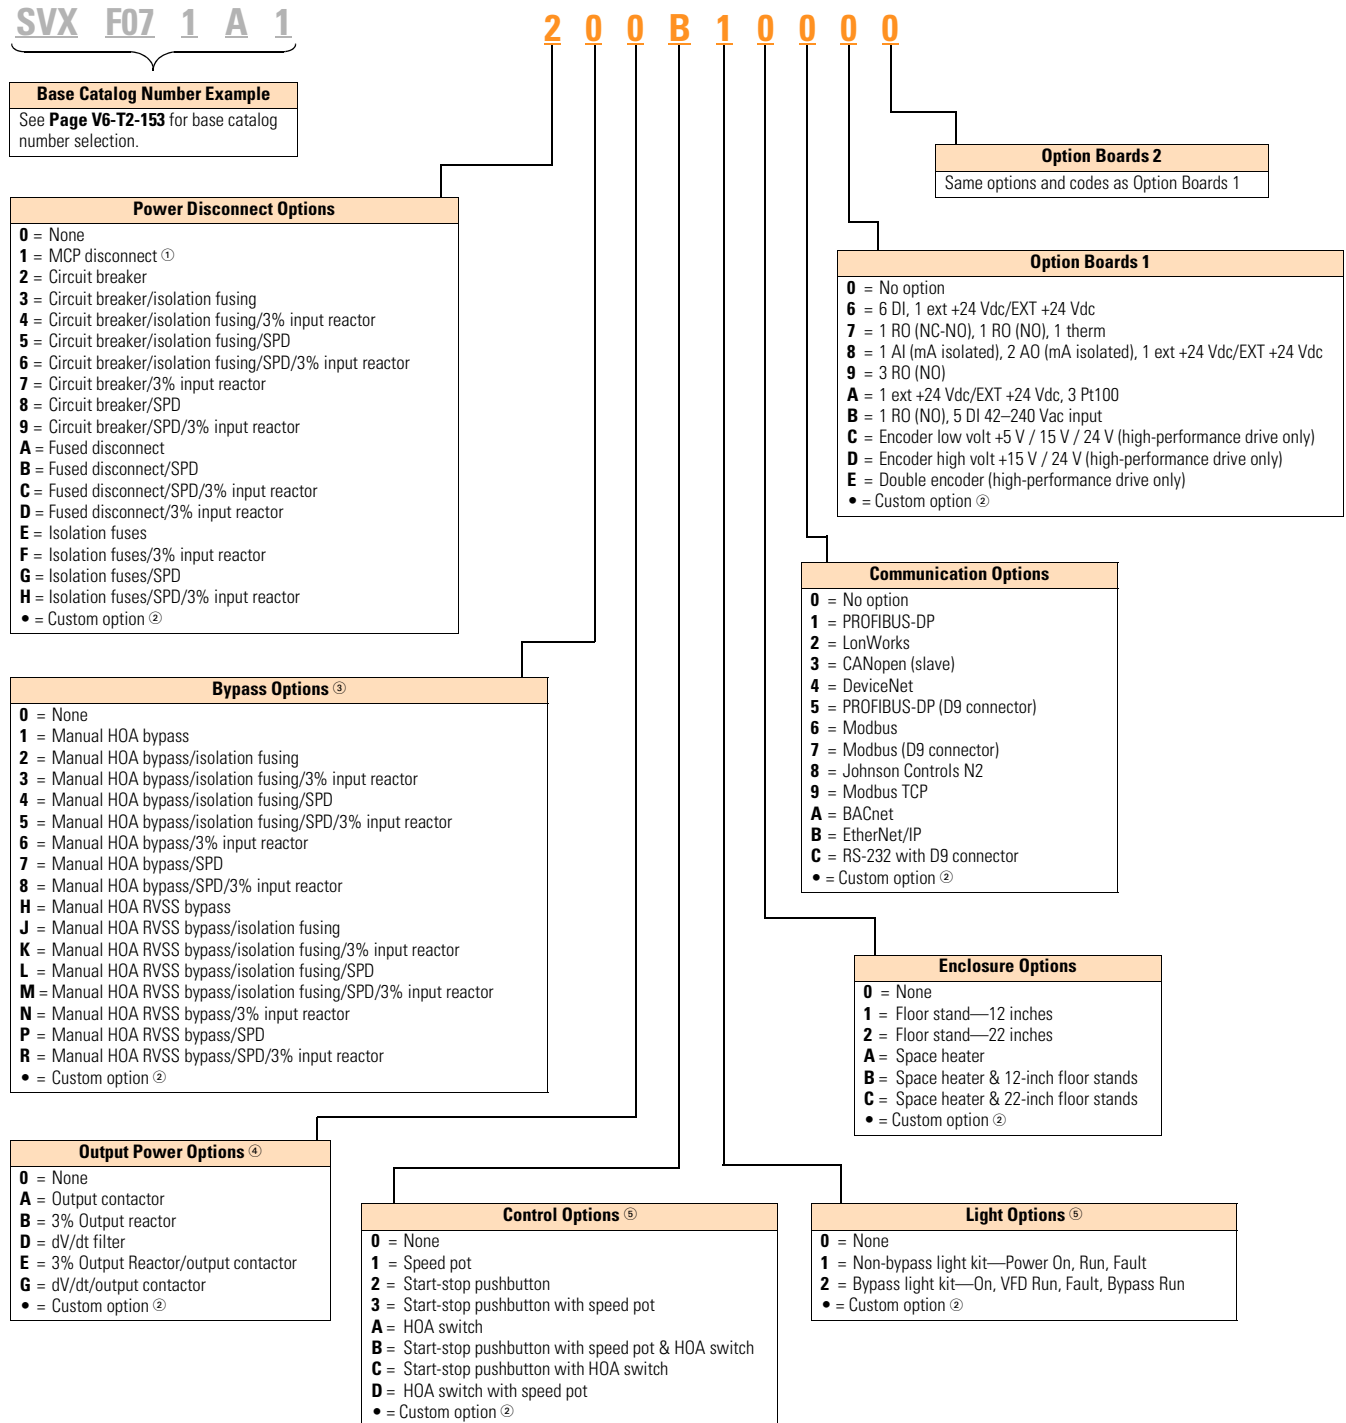 SVX F07 1 A 1
2 0 0 B 1 0 0 0 0
Base Catalog Number Example
See Page V6-T2-153 for base catalog
number selection.
Power Disconnect Options
0 = None
1 = MCP disconnect ①
2 = Circuit breaker
3 = Circuit breaker/isolation fusing
4 = Circuit breaker/isolation fusing/3% input reactor
5 = Circuit breaker/isolation fusing/SPD
6 = Circuit breaker/isolation fusing/SPD/3% input reactor
7 = Circuit breaker/3% input reactor
8 = Circuit breaker/SPD
9 = Circuit breaker/SPD/3% input reactor
A = Fused disconnect
B = Fused disconnect/SPD
C = Fused disconnect/SPD/3% input reactor
D = Fused disconnect/3% input reactor
E = Isolation fuses
F = Isolation fuses/3% input reactor
G = Isolation fuses/SPD
H = Isolation fuses/SPD/3% input reactor
• = Custom option ②
Bypass Options ③
0 = None
1 = Manual HOA bypass
2 = Manual HOA bypass/isolation fusing
3 = Manual HOA bypass/isolation fusing/3% input reactor
4 = Manual HOA bypass/isolation fusing/SPD
5 = Manual HOA bypass/isolation fusing/SPD/3% input reactor
6 = Manual HOA bypass/3% input reactor
7 = Manual HOA bypass/SPD
8 = Manual HOA bypass/SPD/3% input reactor
H = Manual HOA RVSS bypass
J = Manual HOA RVSS bypass/isolation fusing
K = Manual HOA RVSS bypass/isolation fusing/3% input reactor
L = Manual HOA RVSS bypass/isolation fusing/SPD
M = Manual HOA RVSS bypass/isolation fusing/SPD/3% input reactor
N = Manual HOA RVSS bypass/3% input reactor
P = Manual HOA RVSS bypass/SPD
R = Manual HOA RVSS bypass/SPD/3% input reactor
• = Custom option ②
Output Power Options ④
0 = None
A = Output contactor
B = 3% Output reactor
D = dV/dt filter
E = 3% Output Reactor/output contactor
G = dV/dt/output contactor
• = Custom option ②
Control Options ⑤
0 = None
1 = Speed pot
2 = Start-stop pushbutton
3 = Start-stop pushbutton with speed pot
A = HOA switch
B = Start-stop pushbutton with speed pot & HOA switch
C = Start-stop pushbutton with HOA switch
D = HOA switch with speed pot
• = Custom option ②
Light Options ⑤
0 = None
1 = Non-bypass light kit—Power On, Run, Fault
2 = Bypass light kit—On, VFD Run, Fault, Bypass Run
• = Custom option ②
Enclosure Options
0 = None
1 = Floor stand—12 inches
2 = Floor stand—22 inches
A = Space heater
B = Space heater & 12-inch floor stands
C = Space heater & 22-inch floor stands
• = Custom option ②
Communication Options
0 = No option
1 = PROFIBUS-DP
2 = LonWorks
3 = CANopen (slave)
4 = DeviceNet
5 = PROFIBUS-DP (D9 connector)
6 = Modbus
7 = Modbus (D9 connector)
8 = Johnson Controls N2
9 = Modbus TCP
A = BACnet
B = EtherNet/IP
C = RS-232 with D9 connector
• = Custom option ②
Option Boards 1
0 = No option
6 = 6 DI, 1 ext +24 Vdc/EXT +24 Vdc
7 = 1 RO (NC-NO), 1 RO (NO), 1 therm
8 = 1 AI (mA isolated), 2 AO (mA isolated), 1 ext +24 Vdc/EXT +24 Vdc
9 = 3 RO (NO)
A = 1 ext +24 Vdc/EXT +24 Vdc, 3 Pt100
B = 1 RO (NO), 5 DI 42–240 Vac input
C = Encoder low volt +5 V / 15 V / 24 V (high-performance drive only)
D = Encoder high volt +15 V / 24 V (high-performance drive only)
E = Double encoder (high-performance drive only)
• = Custom option ②
Option Boards 2
Same options and codes as Option Boards 1